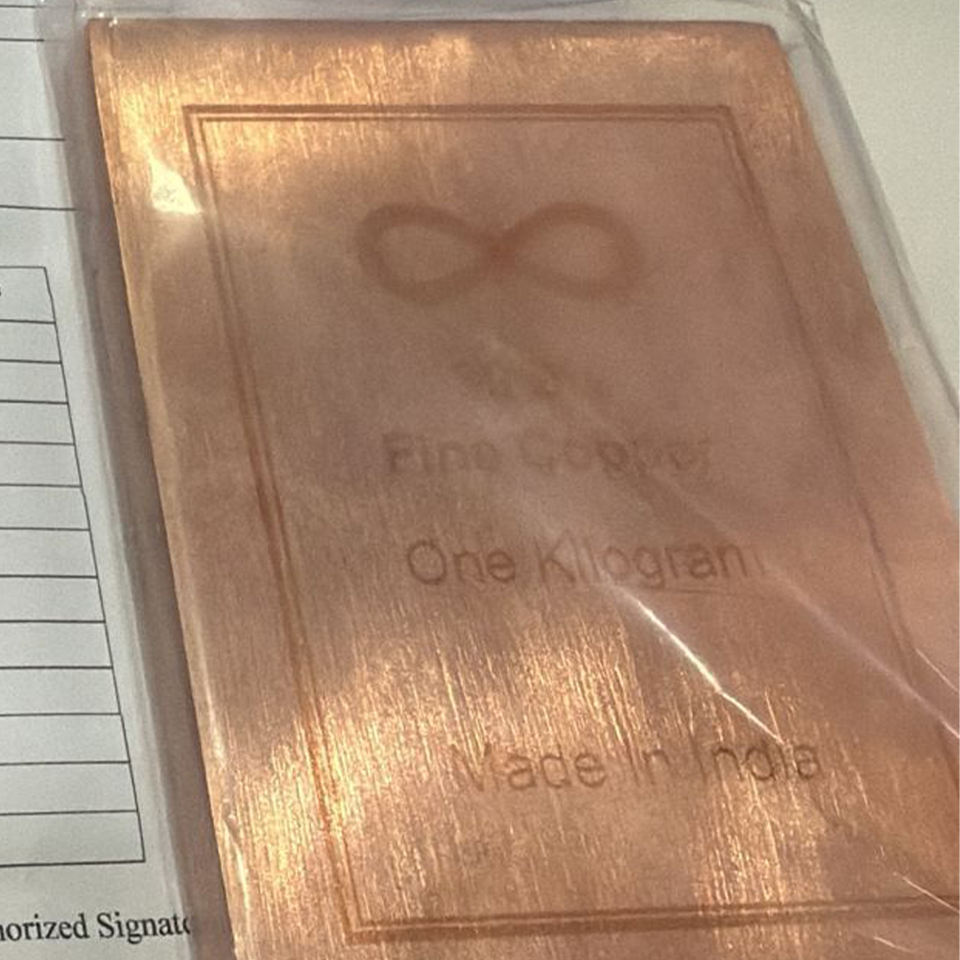 Fine Copper
One Kilogram
Made In India
horized Signato